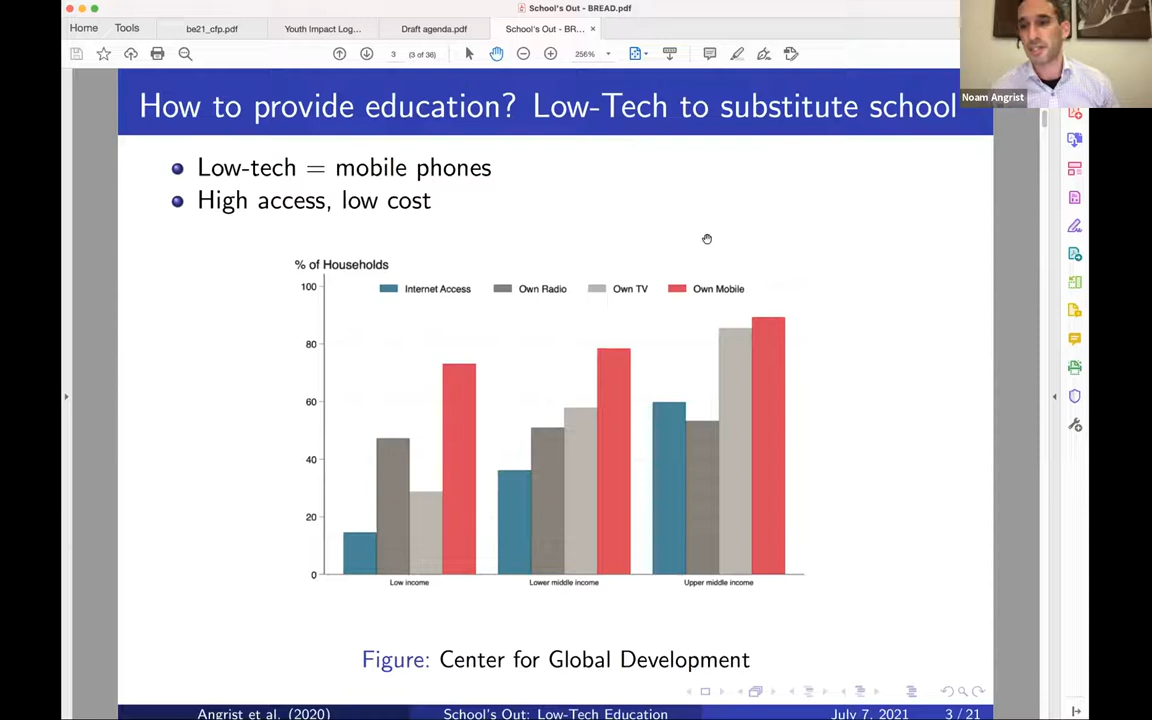 School's Out - BREAD.pdf
Home Tools be21_cfp.pdf Youth Impact Log... Draft agenda.pdf School's Out - BR... ×
3 (3 of 36) 256%
Noam Angrist
How to provide education? Low-Tech to substitute school
Low-tech = mobile phones
High access, low cost
% of Households
Internet Access Own Radio Own TV Own Mobile
100
80
60
40
20
0
Low income Lower middle income Upper middle income
Figure: Center for Global Development
Angrist et al. (2020) School's Out: Low-Tech Education July 7, 2021 3 / 21